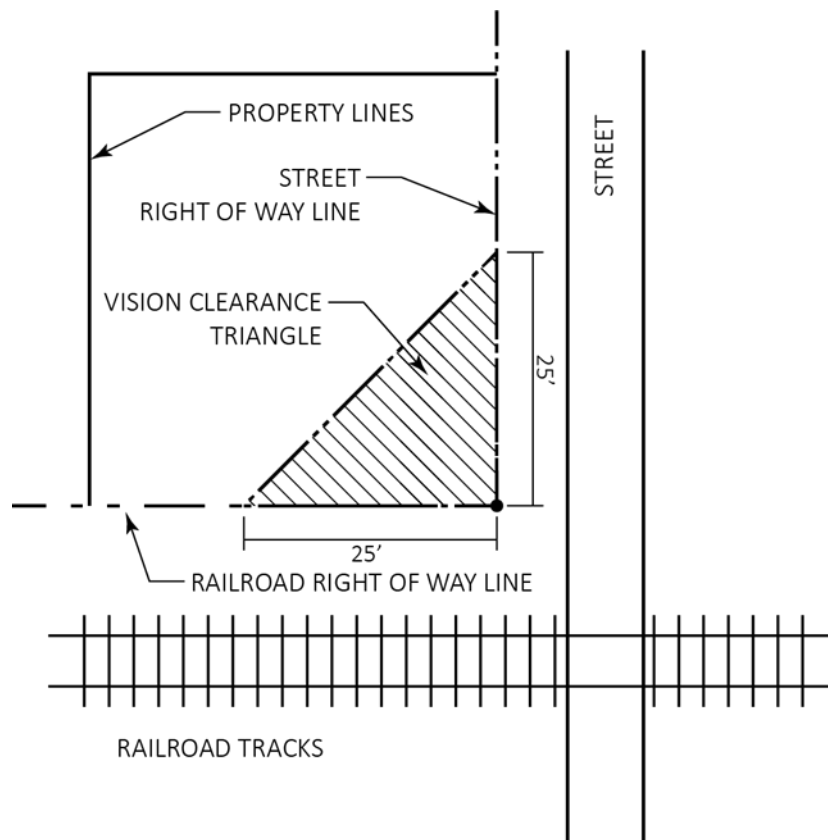 PROPERTY LINES
STREET
STREET
RIGHT OF WAY LINE
VISION CLEARANCE
TRIANGLE
25'
25'
RAILROAD RIGHT OF WAY LINE
RAILROAD TRACKS